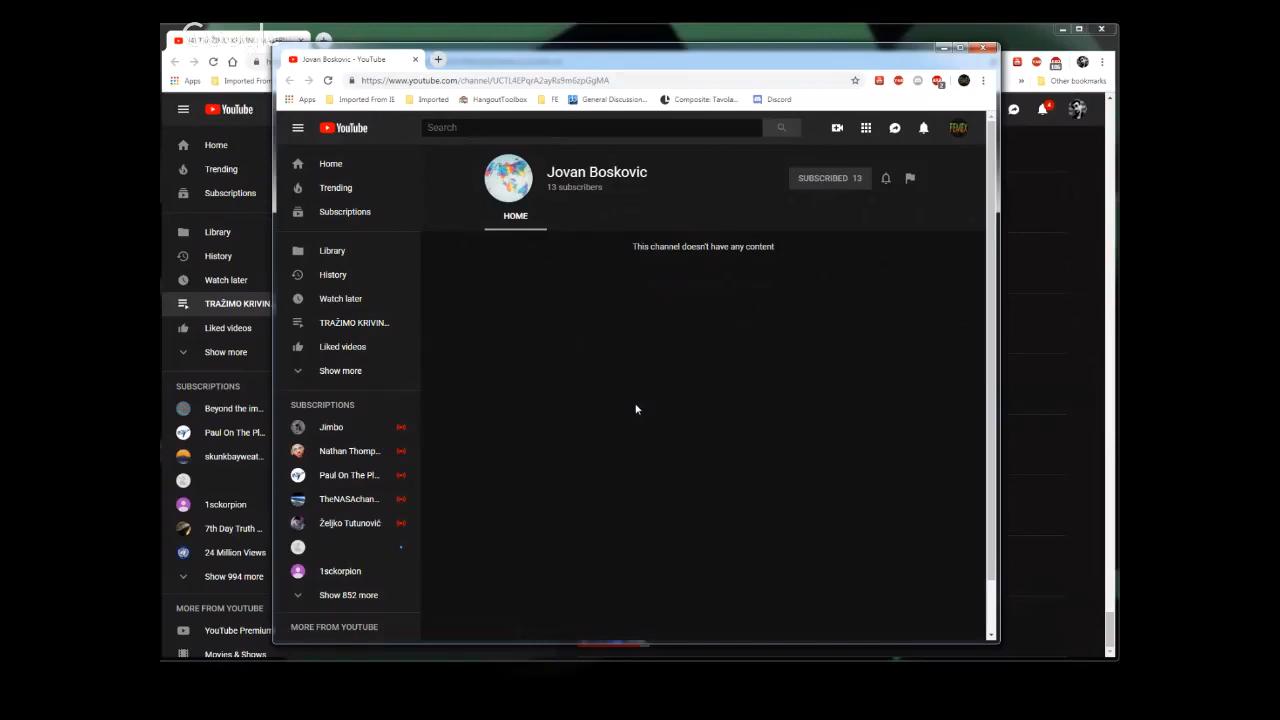 Jovan Boskovic - YouTube
https://www.youtube.com/channel/UCTL4EPqrA2ayRs9m6zpGgMA
Apps Imported From
Other bookmarks
Apps Imported From IE Imported HangoutToolbox FE General Discussion... Composite: Tavola... Discord
YouTube
YouTube Search
Home
Trending
Subscriptions
Library
History
Watch later
TRAŽIMO KRIVIN
Liked videos
Show more
SUBSCRIPTIONS
Beyond the im...
Paul On The Pl...
skunkbayweat...
1sckorpion
7th Day Truth ...
24 Million Views
Show 994 more
MORE FROM YOUTUBE
YouTube Premium
Movies & Shows
Home
Trending
Subscriptions
Library
History
Watch later
TRAŽIMO KRIVIN...
Liked videos
Show more
SUBSCRIPTIONS
Jimbo
Nathan Thomp...
Paul On The Pl...
TheNASAchan...
Željko Tutunović
1sckorpion
Show 852 more
MORE FROM YOUTUBE
Jovan Boskovic
13 subscribers
SUBSCRIBED 13
HOME
This channel doesn't have any content